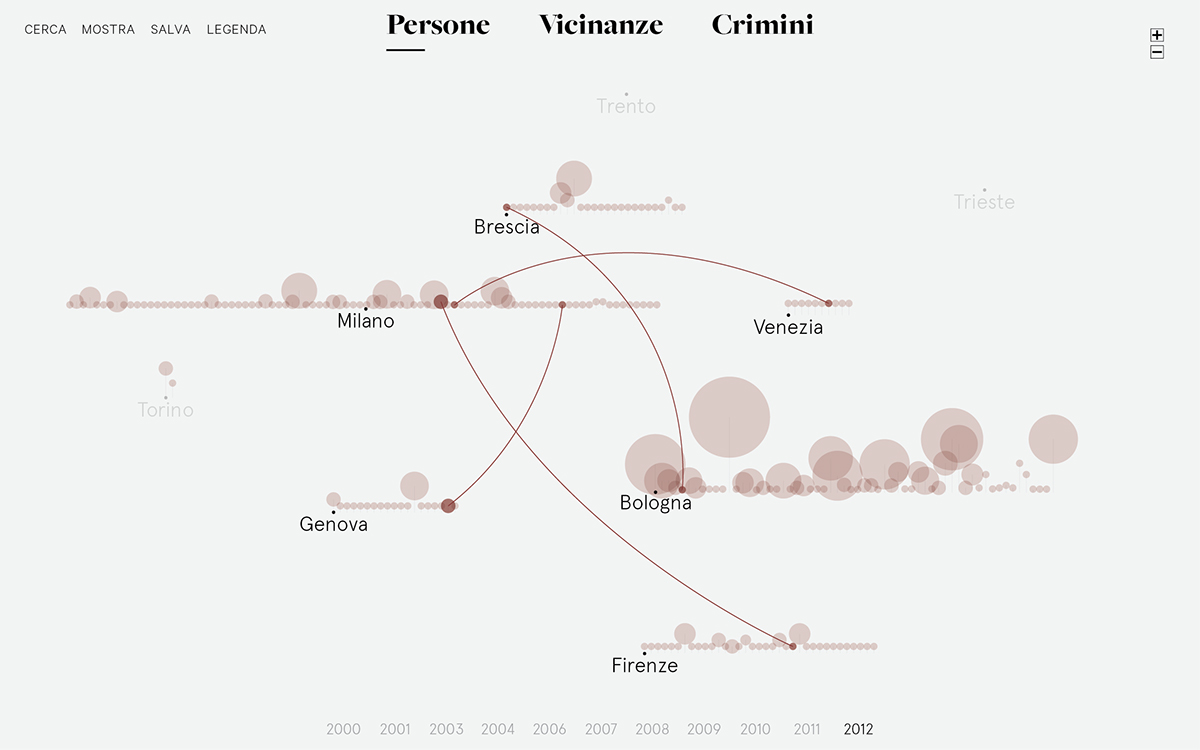 CERCA MOSTRA SALVA LEGENDA
Persone Vicinanze Crimini
Trento
Trieste
Brescia
Milano
Venezia
Torino
Bologna
Genova
Firenze
2000 2001 2003 2004 2006 2007 2008 2009 2010 2011 2012